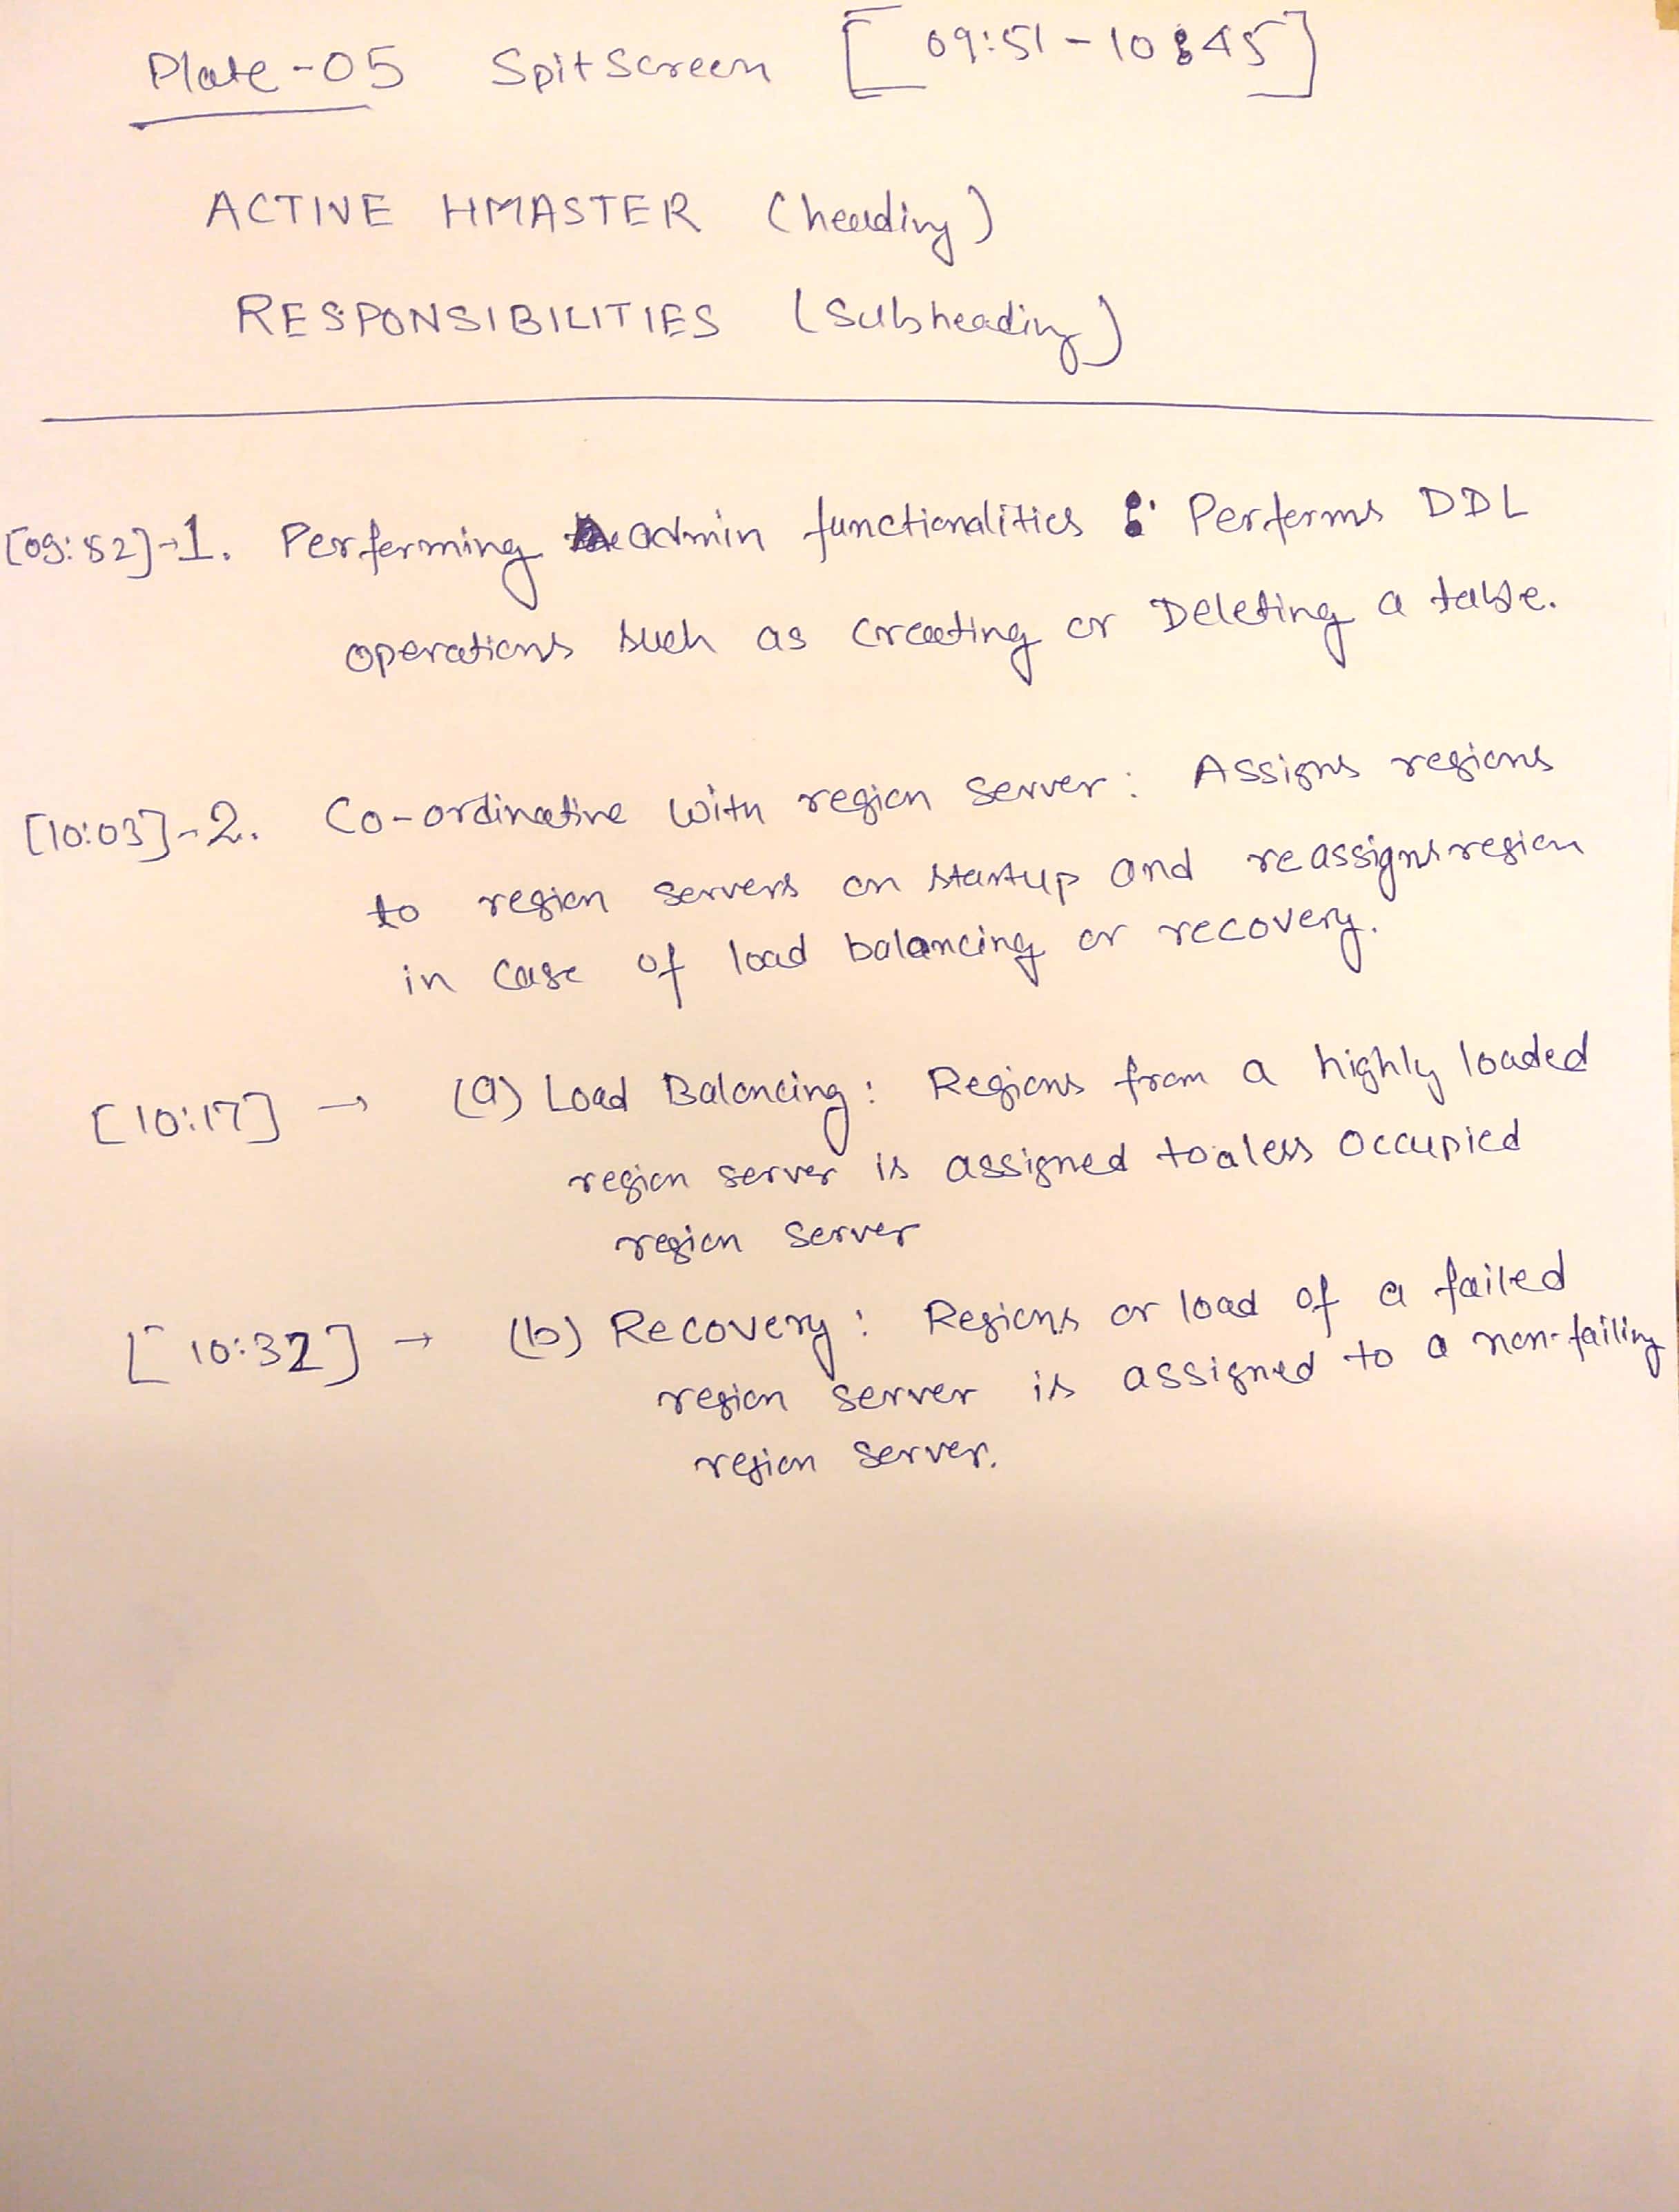 Plate-05 SpitScreen [09:51-10:45]
ACTIVE HMASTER (heading)
RESPONSIBILITIES (Subheading)
[09:52]-1. Performing admin functionalities : Performs DDL
operations such as creating or Deleting a table.
[10:03]-2. Co-ordinative with region server: Assigns regions
to region servers on startup and reassigns region
in case of load balancing or recovery.
[10:17] → (a) Load Balancing: Regions from a highly loaded
region server is assigned to a less occupied
region server
[10:32] → (b) Recovery: Regions or load of a failed
region server is assigned to a non-failing
region server.